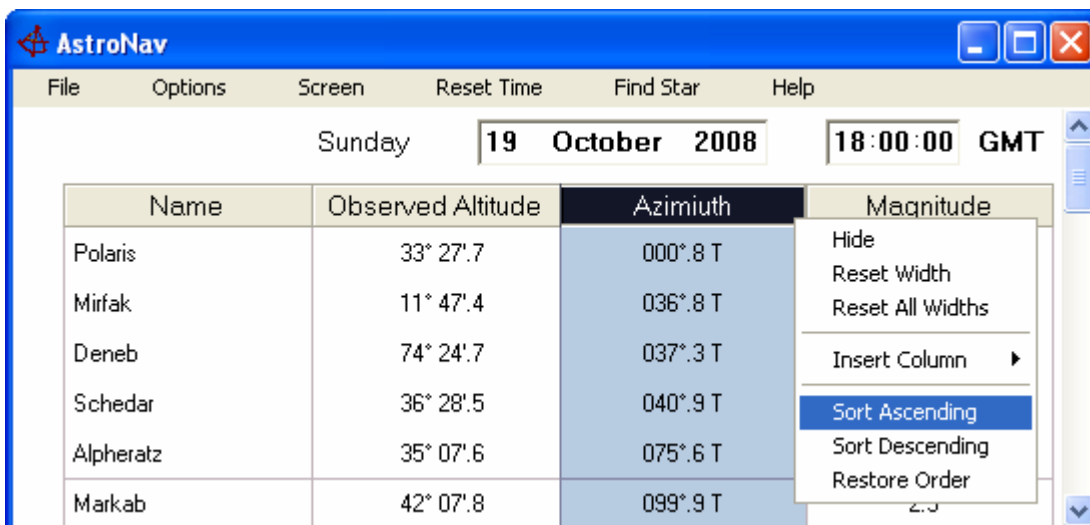 AstroNav
File Options Screen Reset Time Find Star Help
Sunday 19 October 2008 18:00:00 GMT
Name Observed Altitude Azimiuth Magnitude
Polaris 33° 27'.7 000°.8 T
Mirfak 11° 47'.4 036°.8 T
Deneb 74° 24'.7 037°.3 T
Schedar 36° 28'.5 040°.9 T
Alpheratz 35° 07'.6 075°.6 T
Markab 42° 07'.8 099°.9 T
Hide
Reset Width
Reset All Widths
Insert Column
Sort Ascending
Sort Descending
Restore Order